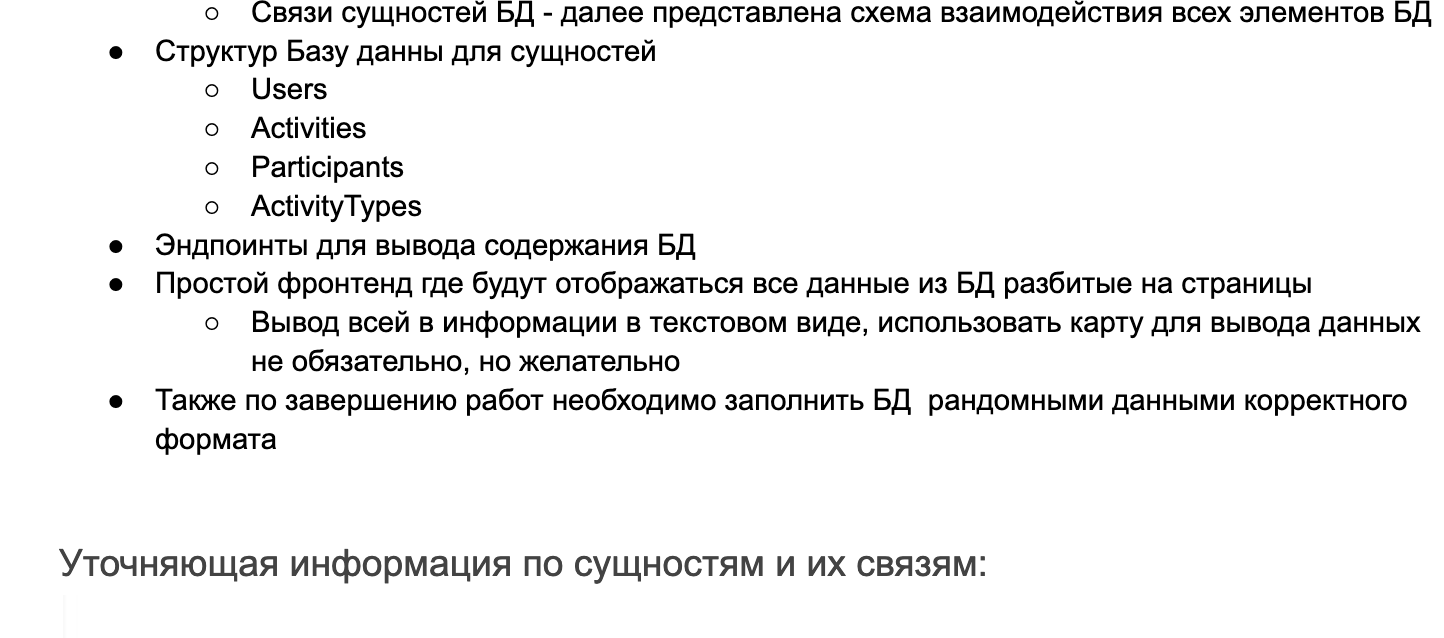 ○ Связи сущностей БД - далее представлена схема взаимодействия всех элементов БД
● Структур Базу данны для сущностей
○ Users
○ Activities
○ Participants
○ ActivityTypes
● Эндпоинты для вывода содержания БД
● Простой фронтенд где будут отображаться все данные из БД разбитые на страницы
○ Вывод всей в информации в текстовом виде, использовать карту для вывода данных
не обязательно, но желательно
● Также по завершению работ необходимо заполнить БД  рандомными данными корректного
формата
Уточняющая информация по сущностям и их связям: